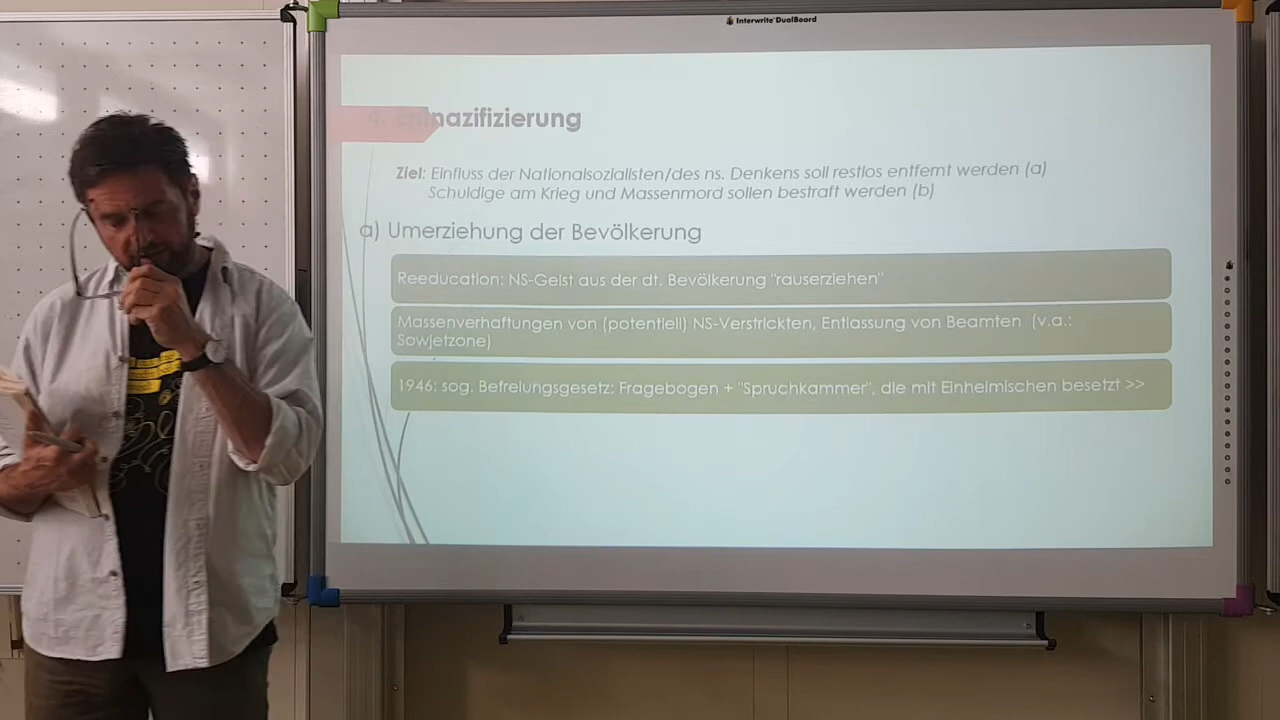 Interwrite DualBoard
4. Entnazifizierung
Ziel: Einfluss der Nationalsozialisten/des ns. Denkens soll restlos entfernt werden (a)
Schuldige am Krieg und Massenmord sollen bestraft werden (b)
a) Umerziehung der Bevölkerung
Reeducation: NS-Geist aus der dt. Bevölkerung "rauserziehen"
Massenverhaftungen von (potentiell) NS-Verstrickten, Entlassung von Beamten (v.a.:
Sowjetzone)
1946: sog. Befreiungsgesetz: Fragebogen + "Spruchkammer", die mit Einheimischen besetzt >>